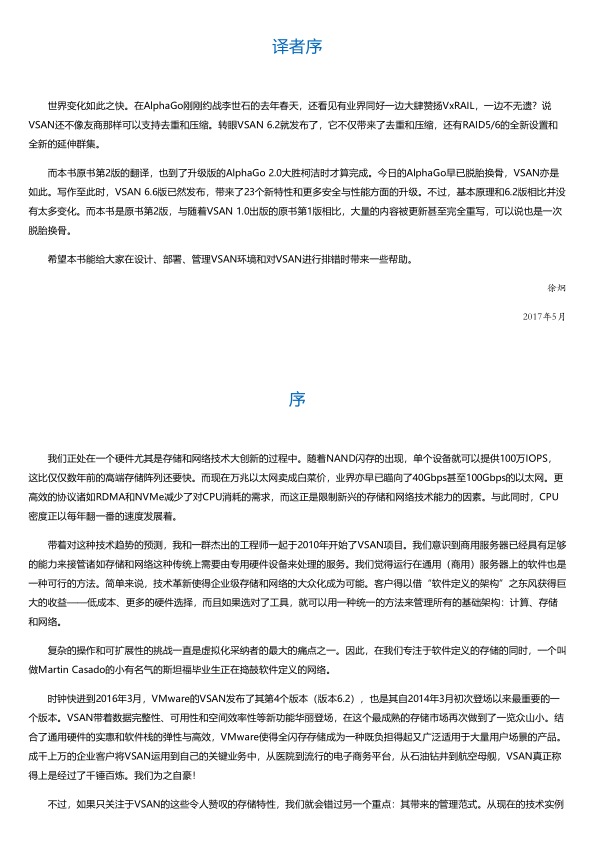 译者序
世界变化如此之快。在AlphaGo刚刚约战李世石的去年春天，还看见有业界同好一边大肆赞扬VxRAIL，一边不无遗？说
VSAN还不像友商那样可以支持去重和压缩。转眼VSAN 6.2就发布了，它不仅带来了去重和压缩，还有RAID5/6的全新设置和
全新的延伸群集。
而本书原书第2版的翻译，也到了升级版的AlphaGo 2.0大胜柯洁时才算完成。今日的AlphaGo早已脱胎换骨，VSAN亦是
如此。写作至此时，VSAN 6.6版已然发布，带来了23个新特性和更多安全与性能方面的升级。不过，基本原理和6.2版相比并没
有太多变化。而本书是原书第2版，与随着VSAN 1.0出版的原书第1版相比，大量的内容被更新甚至完全重写，可以说也是一次
脱胎换骨。
希望本书能给大家在设计、部署、管理VSAN环境和对VSAN进行排错时带来一些帮助。
徐炯
2017年5月
序
我们正处在一个硬件尤其是存储和网络技术大创新的过程中。随着NAND闪存的出现，单个设备就可以提供100万IOPS，
这比仅仅数年前的高端存储阵列还要快。而现在万兆以太网卖成白菜价，业界亦早已瞄向了40Gbps甚至100Gbps的以太网。更
高效的协议诸如RDMA和NVMe减少了对CPU消耗的需求，而这正是限制新兴的存储和网络技术能力的因素。与此同时，CPU
密度正以每年翻一番的速度发展着。
带着对这种技术趋势的预测，我和一群杰出的工程师一起于2010年开始了VSAN项目。我们意识到商用服务器已经具有足够
的能力来接管诸如存储和网络这种传统上需要由专用硬件设备来处理的服务。我们觉得运行在通用（商用）服务器上的软件也是
一种可行的方法。简单来说，技术革新使得企业级存储和网络的大众化成为可能。客户得以借“软件定义的架构”之东风获得巨
大的收益——低成本、更多的硬件选择，而且如果选对了工具，就可以用一种统一的方法来管理所有的基础架构：计算、存储
和网络。
复杂的操作和可扩展性的挑战一直是虚拟化采纳者的最大的痛点之一。因此，在我们专注于软件定义的存储的同时，一个叫
做Martin Casado的小有名气的斯坦福毕业生正在捣鼓软件定义的网络。
时钟快进到2016年3月，VMware的VSAN发布了其第4个版本（版本6.2），也是其自2014年3月初次登场以来最重要的一
个版本。VSAN带着数据完整性、可用性和空间效率性等新功能华丽登场，在这个最成熟的存储市场再次做到了一览众山小。结
合了通用硬件的实惠和软件栈的弹性与高效，VMware使得全闪存存储成为一种既负担得起又广泛适用于大量用户场景的产品。
成千上万的企业客户将VSAN运用到自己的关键业务中，从医院到流行的电子商务平台，从石油钻井到航空母舰，VSAN真正称
得上是经过了千锤百炼。我们为之自豪！
不过，如果只关注于VSAN的这些令人赞叹的存储特性，我们就会错过另一个重点：其带来的管理范式。从现在的技术实例